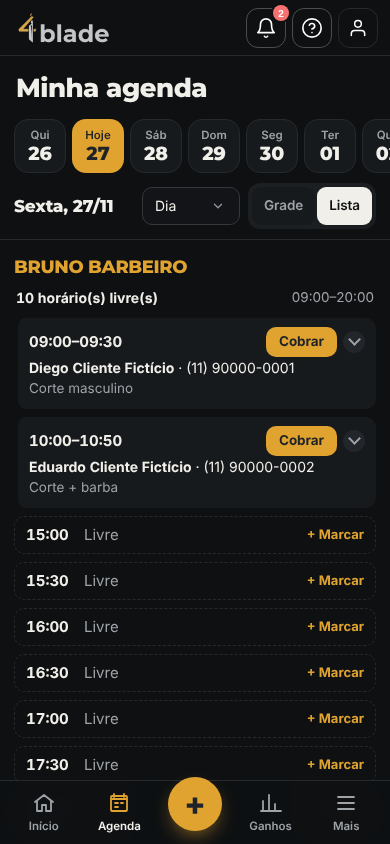 4blade
2
Minha agenda
Qui
26
Hoje
27
Sáb
28
Dom
29
Seg
30
Ter
01
Sexta, 27/11
Dia
Grade
Lista
BRUNO BARBEIRO
10 horário(s) livre(s)
09:00–20:00
09:00–09:30
Cobrar
Diego Cliente Fictício · (11) 90000-0001
Corte masculino
10:00–10:50
Cobrar
Eduardo Cliente Fictício · (11) 90000-0002
Corte + barba
15:00 Livre + Marcar
15:30 Livre + Marcar
16:00 Livre + Marcar
16:30 Livre + Marcar
17:00 Livre + Marcar
17:30 Livre + Marcar
Início
Agenda
+
Ganhos
Mais